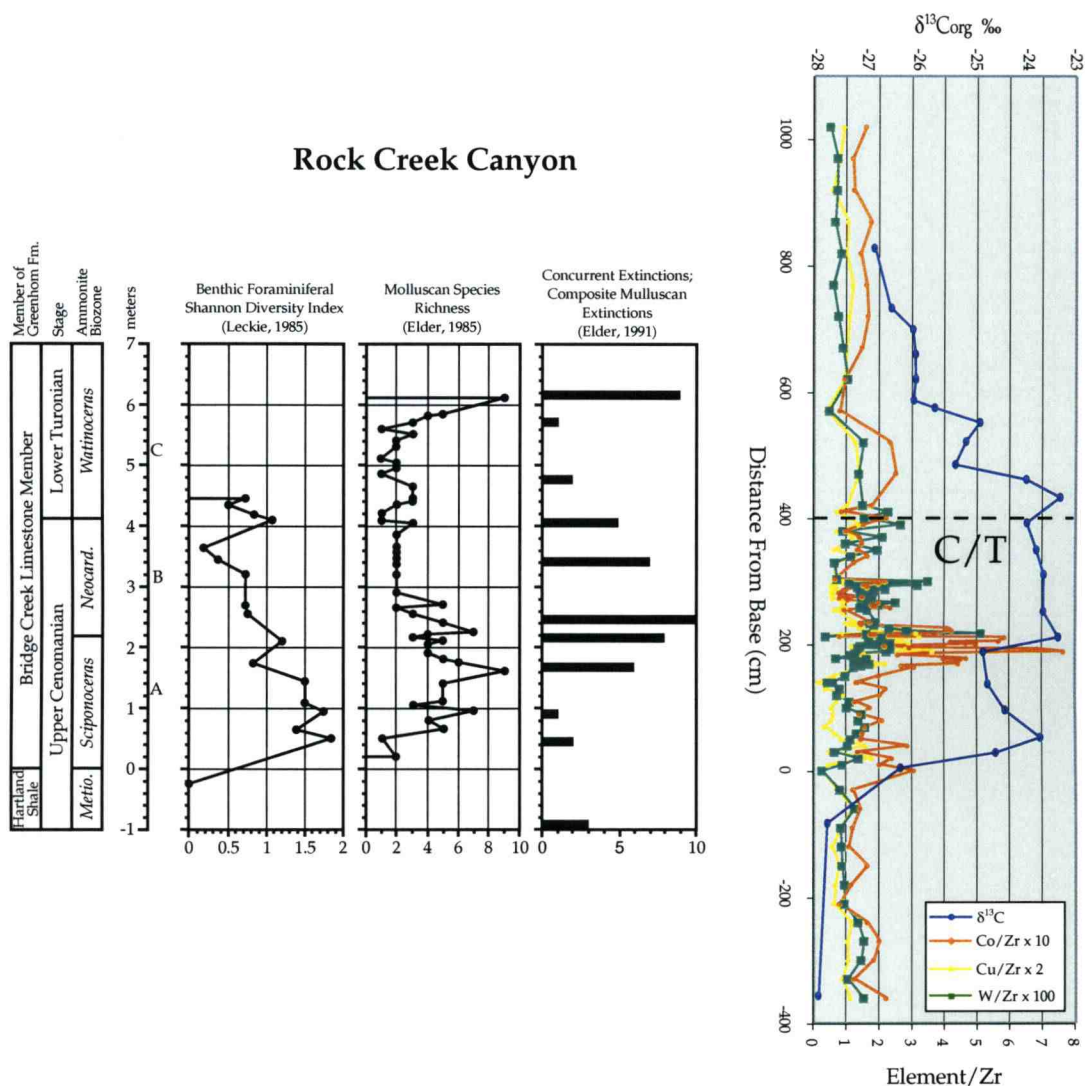 Rock Creek Canyon
Member of
Greenhorn Fm.
Stage
Ammonite
Biozone
meters
Bridge Creek Limestone Member
Hartland
Shale
Lower Turonian
Upper Cenomanian
Watinoceras
Neocard.
Sciponoceras
Metio.
7
6
5
4
3
2
1
0
-1
C
B
A
Benthic Foraminiferal
Shannon Diversity Index
(Leckie, 1985)
0 0.5 1 1.5 2
Molluscan Species
Richness
(Elder, 1985)
0 2 4 6 8 10
Concurrent Extinctions;
Composite Mulluscan
Extinctions
(Elder, 1991)
0 5 10
δ¹³Corg ‰
-28 -27 -26 -25 -24 -23
1000
800
600
400
200
0
-200
-400
Distance From Base (cm)
C/T
δ¹³C
Co/Zr x 10
Cu/Zr x 2
W/Zr x 100
0 1 2 3 4 5 6 7 8
Element/Zr